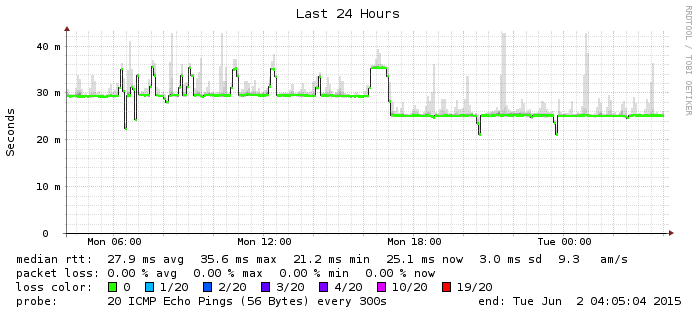 Last 24 Hours
RRDTOOL / TOBI OETIKER
Seconds
40 m
30 m
20 m
10 m
0
Mon 06:00 Mon 12:00 Mon 18:00 Tue 00:00
median rtt: 27.9 ms avg 35.6 ms max 21.2 ms min 25.1 ms now 3.0 ms sd 9.3 am/s
packet loss: 0.00 % avg 0.00 % max 0.00 % min 0.00 % now
loss color: 0 1/20 2/20 3/20 4/20 10/20 19/20
probe: 20 ICMP Echo Pings (56 Bytes) every 300s end: Tue Jun 2 04:05:04 2015